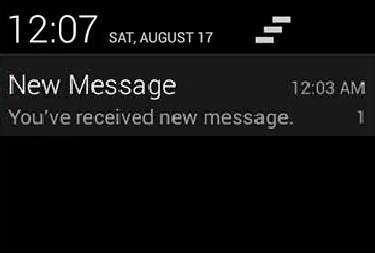 12:07 SAT, AUGUST 17
New Message 12:03 AM
You've received new message. 1